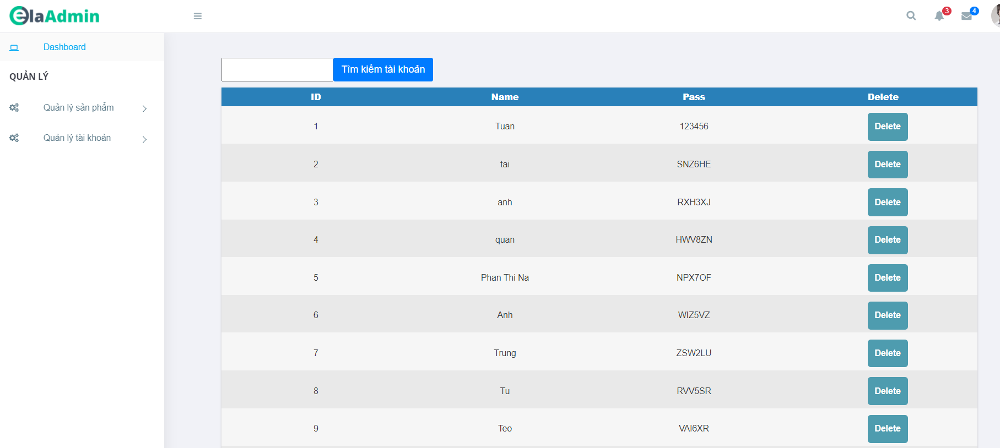 elaAdmin
3
4
Dashboard
QUẢN LÝ
Quản lý sản phẩm
Quản lý tài khoản
Tìm kiếm tài khoản
ID Name Pass Delete
1 Tuan 123456 Delete
2 tai SNZ6HE Delete
3 anh RXH3XJ Delete
4 quan HWV8ZN Delete
5 Phan Thi Na NPX7OF Delete
6 Anh WIZ5VZ Delete
7 Trung ZSW2LU Delete
8 Tu RVV5SR Delete
9 Teo VAI6XR Delete